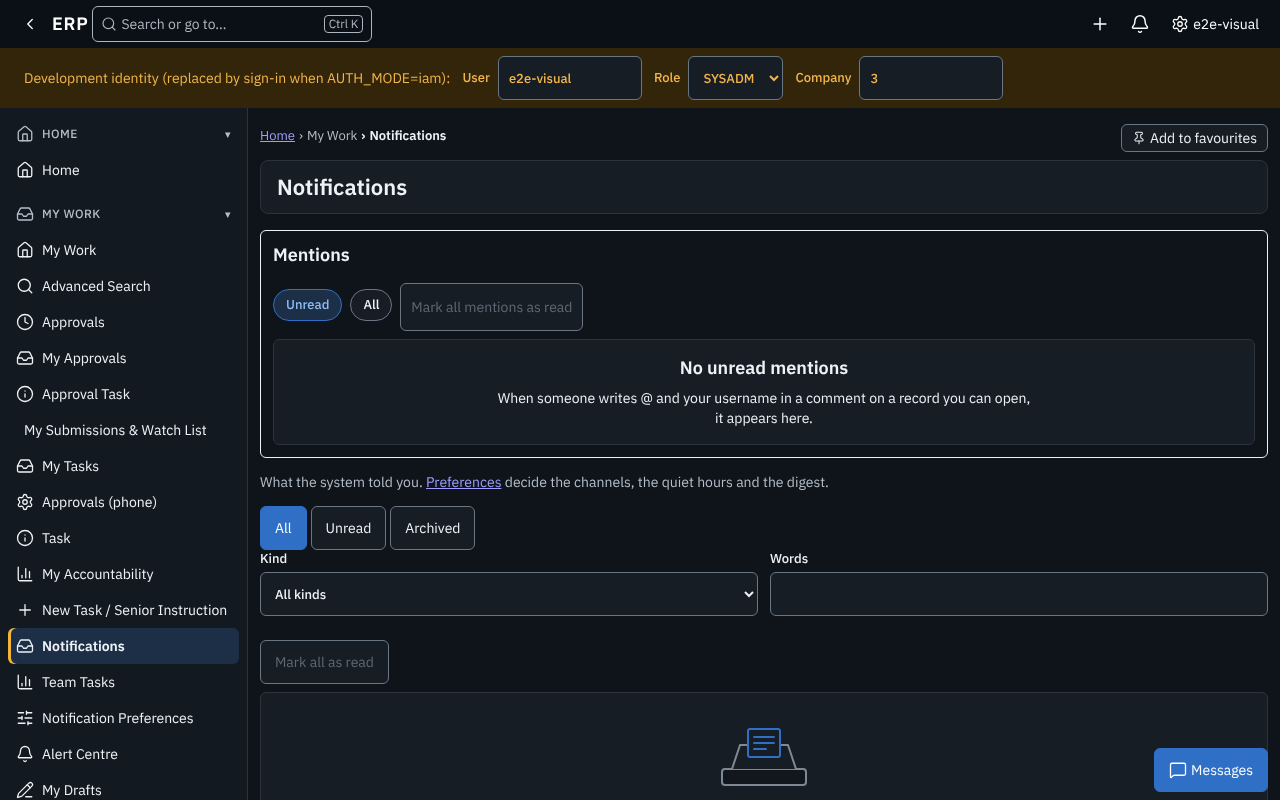 ERP
Search or go to...
Ctrl K
e2e-visual
Development identity (replaced by sign-in when AUTH_MODE=iam):
User
e2e-visual
Role
SYSADM
Company
3
HOME
Home
MY WORK
My Work
Advanced Search
Approvals
My Approvals
Approval Task
My Submissions & Watch List
My Tasks
Approvals (phone)
Task
My Accountability
New Task / Senior Instruction
Notifications
Team Tasks
Notification Preferences
Alert Centre
My Drafts
Home › My Work › Notifications
Add to favourites
Notifications
Mentions
Unread
All
Mark all mentions as read
No unread mentions
When someone writes @ and your username in a comment on a record you can open,
it appears here.
What the system told you. Preferences decide the channels, the quiet hours and the digest.
All
Unread
Archived
Kind
Words
All kinds
Mark all as read
Messages